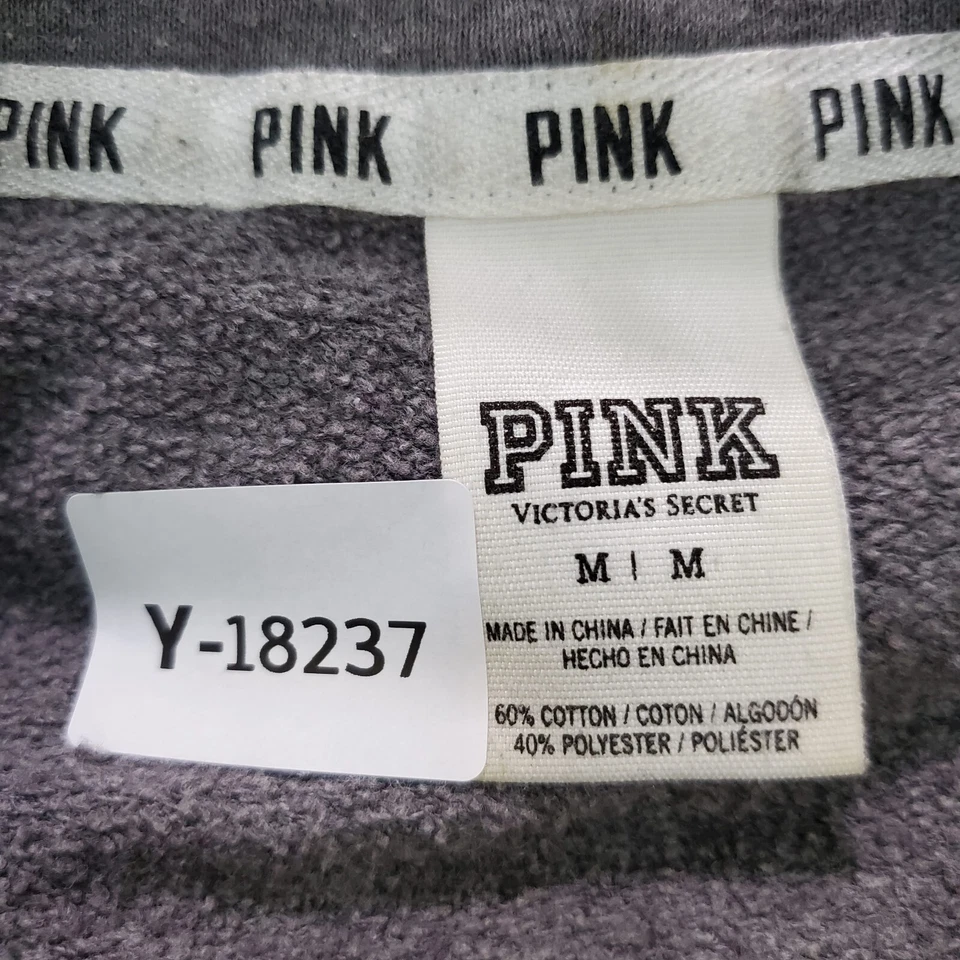 PINK PINK PINK PINK
PINK
VICTORIA'S SECRET
M | M
MADE IN CHINA / FAIT EN CHINE /
HECHO EN CHINA
60% COTTON / COTON / ALGODÓN
40% POLYESTER / POLIÉSTER
Y-18237